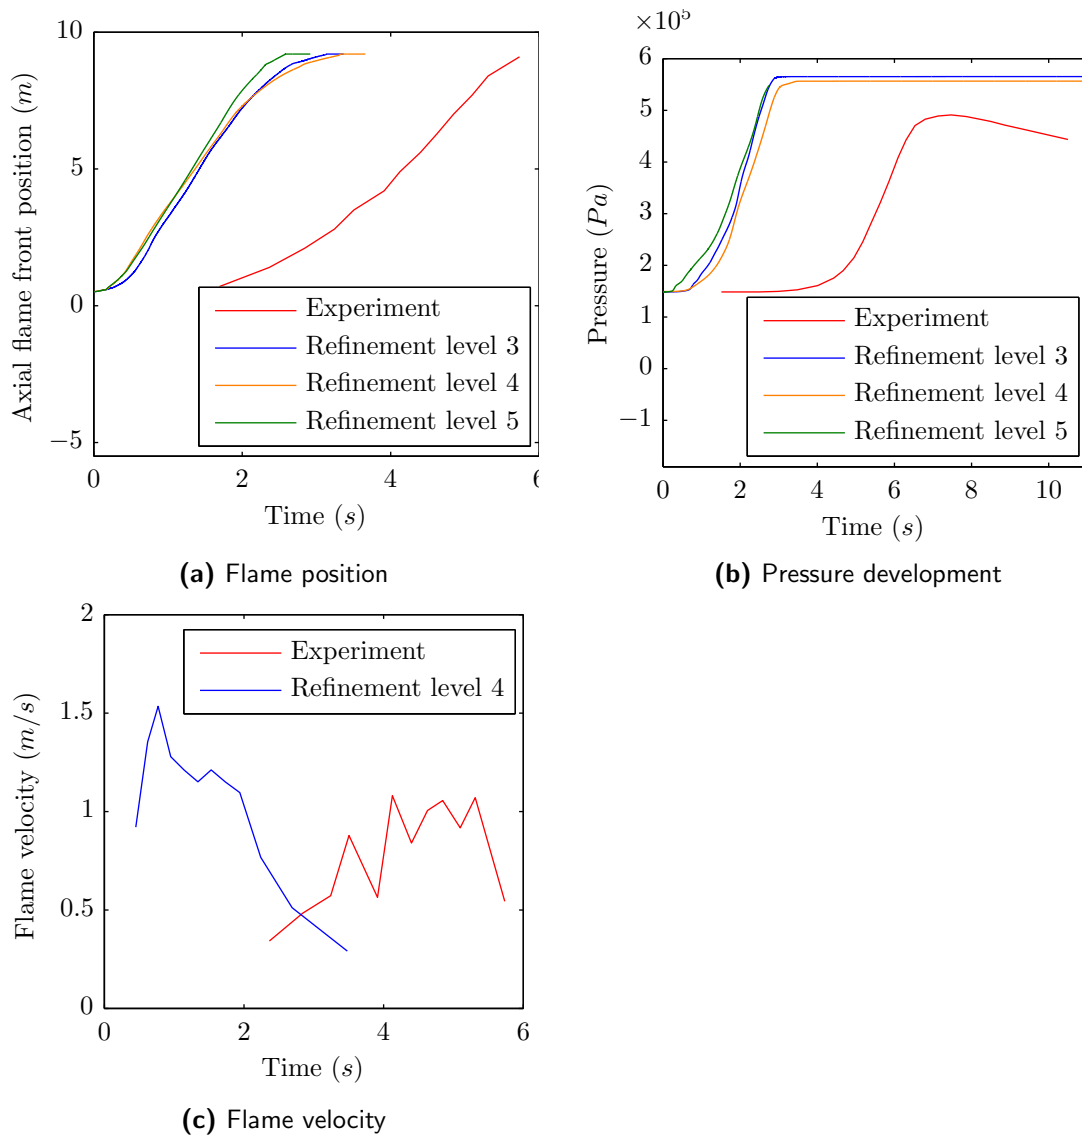 10
5
0
−5
Axial flame front position (m)
Experiment
Refinement level 3
Refinement level 4
Refinement level 5
0 2 4 6
Time (s)
(a) Flame position
×10⁵
6
5
4
3
2
1
0
−1
Pressure (Pa)
Experiment
Refinement level 3
Refinement level 4
Refinement level 5
0 2 4 6 8 10
Time (s)
(b) Pressure development
2
1.5
1
0.5
0
Flame velocity (m/s)
Experiment
Refinement level 4
0 2 4 6
Time (s)
(c) Flame velocity